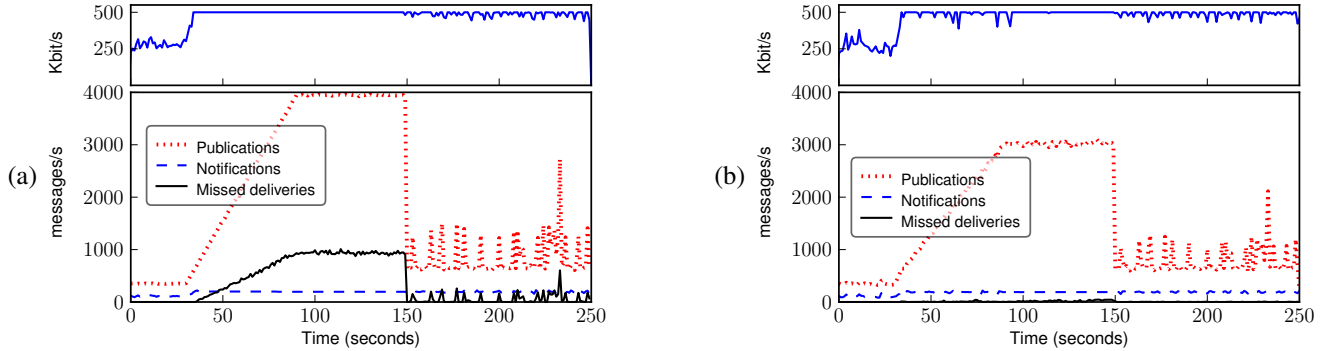 (a)
500
250
Kbit/s
4000
3000
2000
1000
0
messages/s
Publications
Notifications
Missed deliveries
0 50 100 150 200 250
Time (seconds)
(b)
500
250
Kbit/s
4000
3000
2000
1000
0
messages/s
Publications
Notifications
Missed deliveries
0 50 100 150 200 250
Time (seconds)